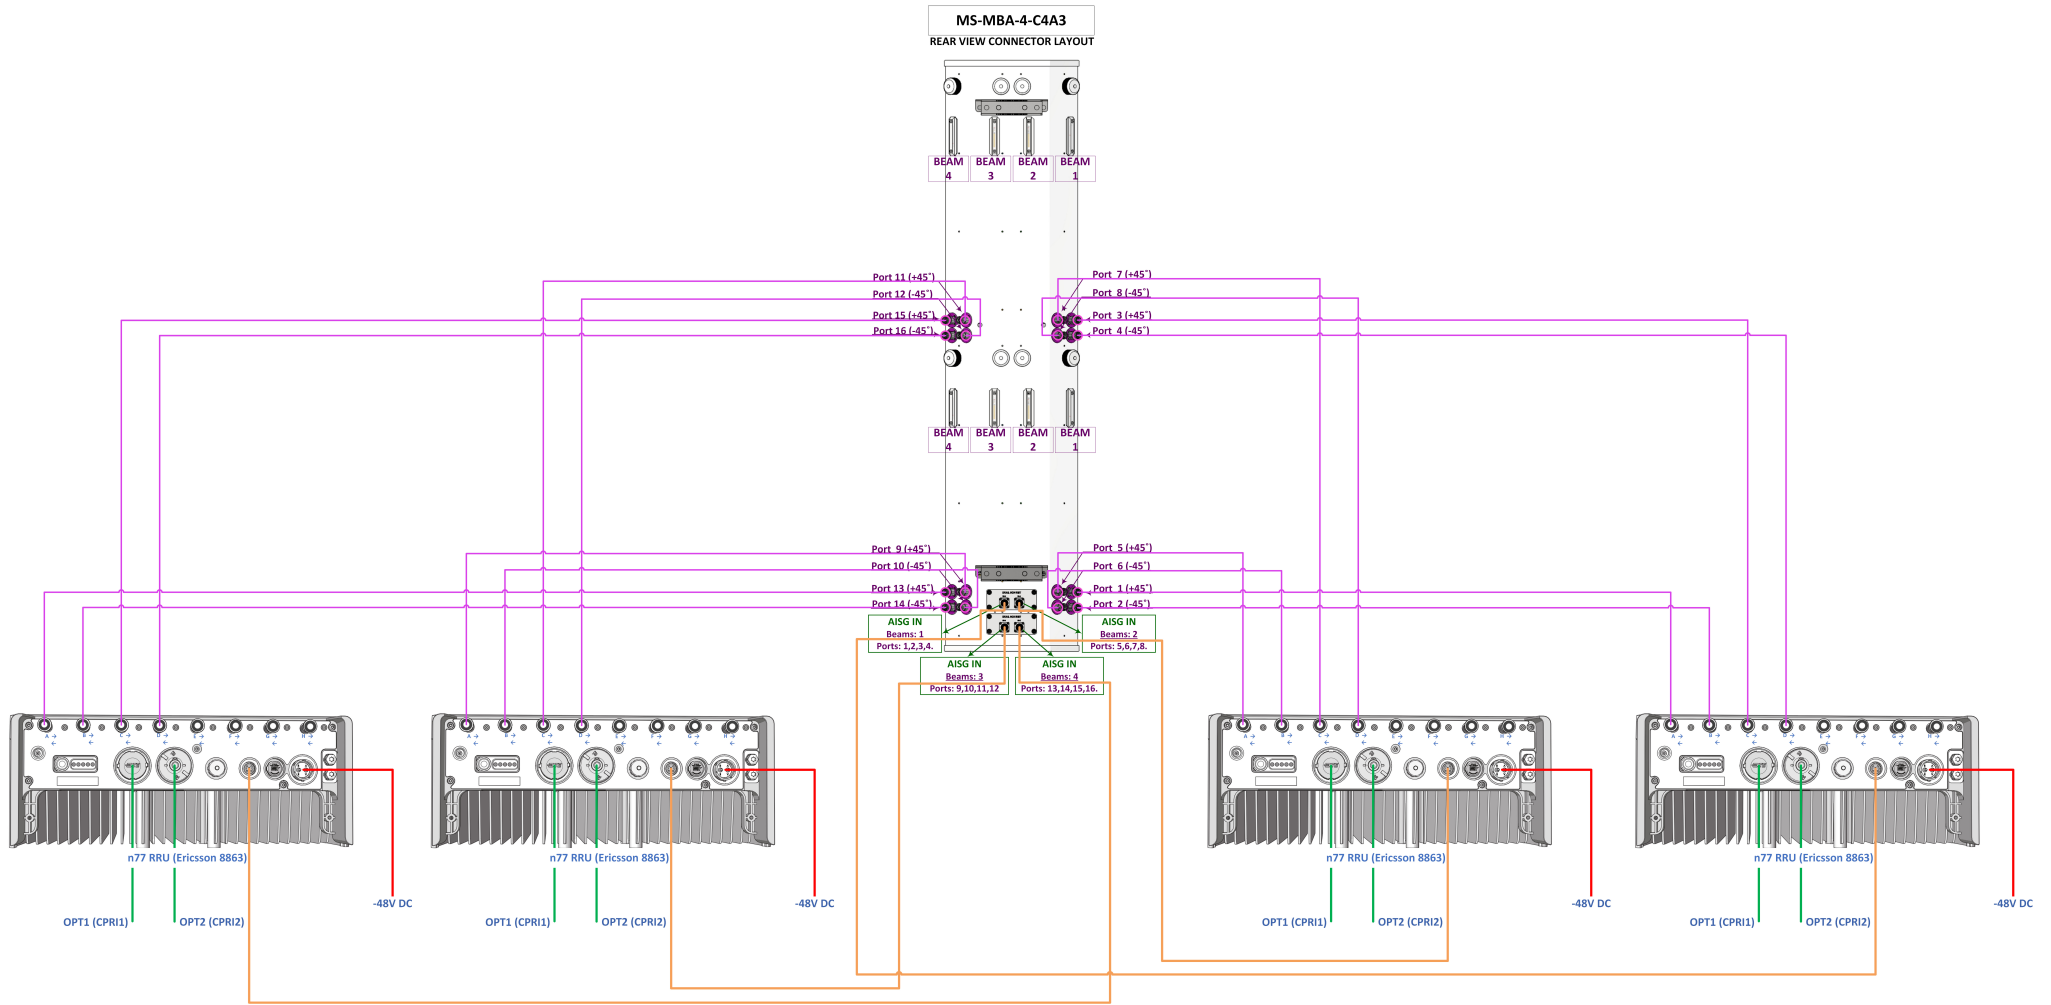 MS-MBA-4-C4A3
REAR VIEW CONNECTOR LAYOUT
BEAM 4
BEAM 3
BEAM 2
BEAM 1
Port 11 (+45˚)
Port 12 (-45˚)
Port 15 (+45˚)
Port 16 (-45˚)
Port 7 (+45˚)
Port 8 (-45˚)
Port 3 (+45˚)
Port 4 (-45˚)
BEAM 4
BEAM 3
BEAM 2
BEAM 1
Port 9 (+45˚)
Port 10 (-45˚)
Port 13 (+45˚)
Port 14 (-45˚)
Port 5 (+45˚)
Port 6 (-45˚)
Port 1 (+45˚)
Port 2 (-45˚)
AISG IN
Beams: 1
Ports: 1,2,3,4.
AISG IN
Beams: 2
Ports: 5,6,7,8.
AISG IN
Beams: 3
Ports: 9,10,11,12
AISG IN
Beams: 4
Ports: 13,14,15,16.
A B C D E F G H
A B C D E F G H
A B C D E F G H
A B C D E F G H
n77 RRU (Ericsson 8863)
n77 RRU (Ericsson 8863)
n77 RRU (Ericsson 8863)
n77 RRU (Ericsson 8863)
-48V DC
-48V DC
-48V DC
-48V DC
OPT1 (CPRI1)
OPT2 (CPRI2)
OPT1 (CPRI1)
OPT2 (CPRI2)
OPT1 (CPRI1)
OPT2 (CPRI2)
OPT1 (CPRI1)
OPT2 (CPRI2)